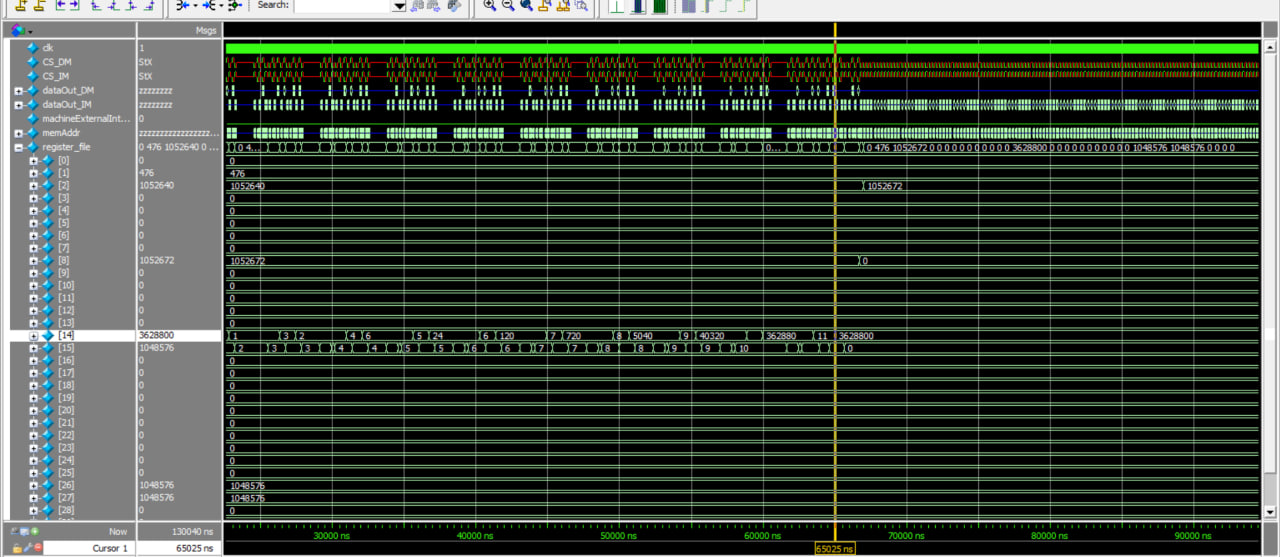 Search:
Msgs
clk 1
CS_DM StX
CS_IM StX
dataOut_DM zzzzzzzz
dataOut_IM zzzzzzzz
machineExternalInt... 0
memAddr zzzzzzzzzzzzzzzzz...
register_file 0 476 1052640 0 ... 0 4... 0... 0 476 1052672 0 0 0 0 0 0 0 0 0 0 0 3628800 0 0 0 0 0 0 0 0 0 0 0 1048576 1048576 0 0 0 0
[0] 0 0
[1] 476 476
[2] 1052640 1052640 1052672
[3] 0 0
[4] 0 0
[5] 0 0
[6] 0 0
[7] 0 0
[8] 1052672 1052672 0
[9] 0 0
[10] 0 0
[11] 0 0
[12] 0 0
[13] 0 0
[14] 3628800 1 3 2 4 6 5 24 6 120 7 720 8 5040 9 40320 362880 11 3628800
[15] 1048576 2 3 3 4 4 5 5 6 6 7 7 8 8 9 9 10 0
[16] 0 0
[17] 0 0
[18] 0 0
[19] 0 0
[20] 0 0
[21] 0 0
[22] 0 0
[23] 0 0
[24] 0 0
[25] 0 0
[26] 1048576 1048576
[27] 1048576 1048576
[28] 0 0
Now 130040 ns 30000 ns 40000 ns 50000 ns 60000 ns 70000 ns 80000 ns 90000 ns
Cursor 1 65025 ns 65025 ns